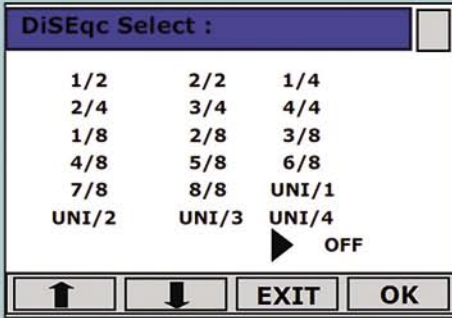 DiSEqc Select :
1/2 2/2 1/4
2/4 3/4 4/4
1/8 2/8 3/8
4/8 5/8 6/8
7/8 8/8 UNI/1
UNI/2 UNI/3 UNI/4
OFF
EXIT OK